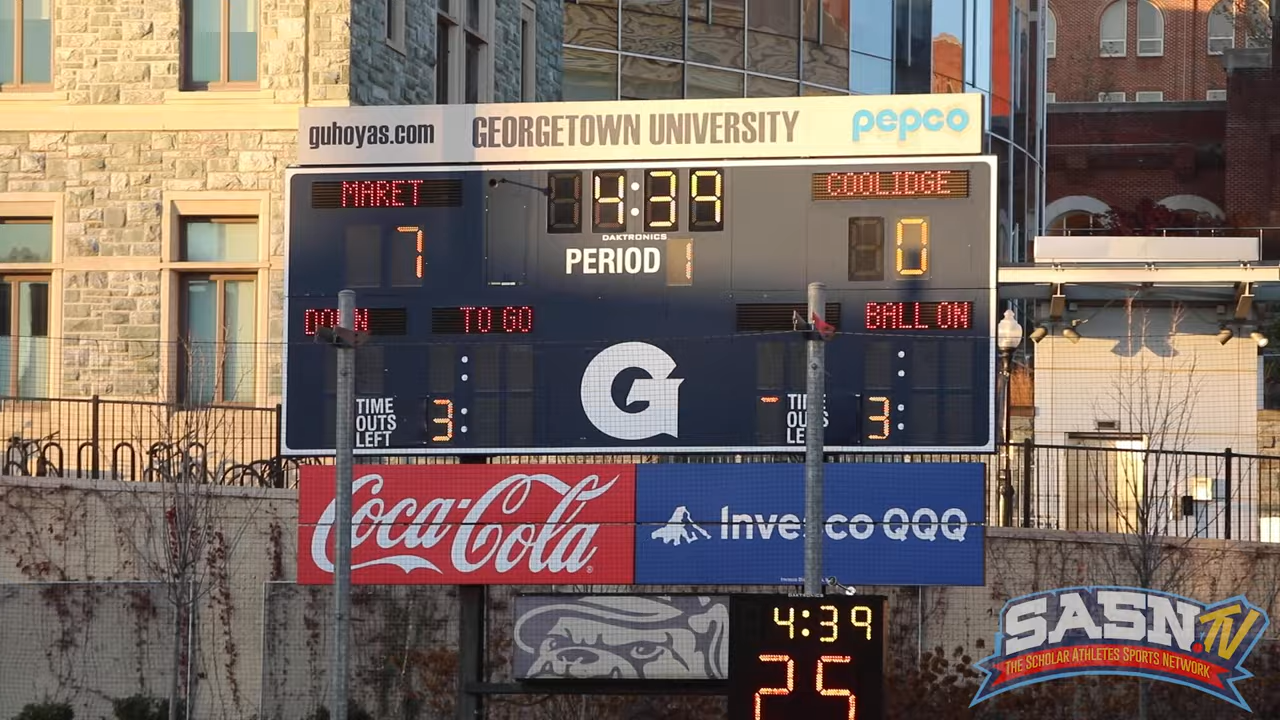 guhoyas.com GEORGETOWN UNIVERSITY pepco
MARET 4:39 COOLIDGE
DAKTRONICS
7 PERIOD 1 0
DOWN TO GO BALL ON
G
TIME OUTS LEFT 3 : TIME OUTS LEFT 3 :
Coca-Cola Invesco QQQ
4:39
25
SASN.TV
THE SCHOLAR ATHLETES SPORTS NETWORK